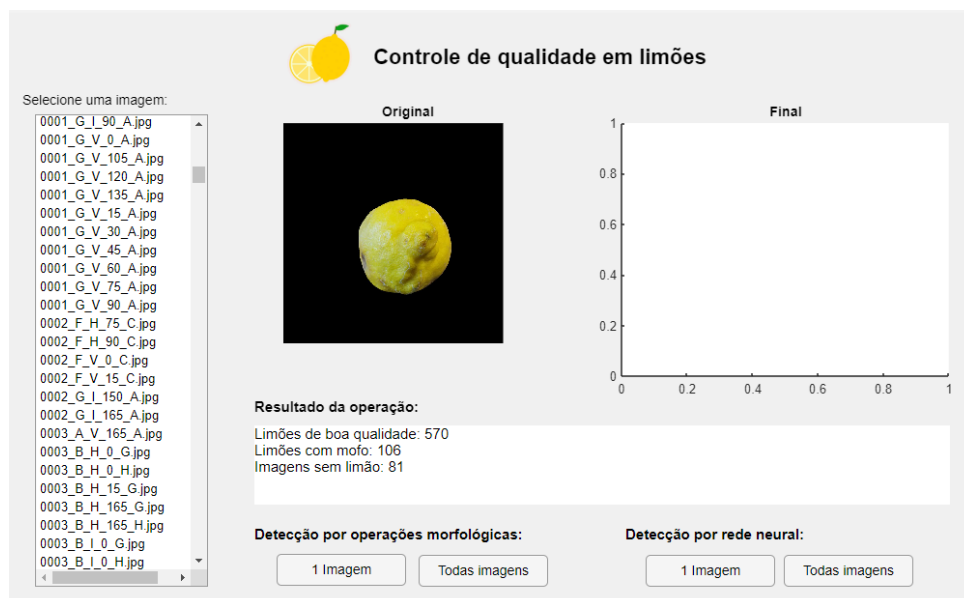 Controle de qualidade em limões
Selecione uma imagem:
0001_G_I_90_A.jpg
0001_G_V_0_A.jpg
0001_G_V_105_A.jpg
0001_G_V_120_A.jpg
0001_G_V_135_A.jpg
0001_G_V_15_A.jpg
0001_G_V_30_A.jpg
0001_G_V_45_A.jpg
0001_G_V_60_A.jpg
0001_G_V_75_A.jpg
0001_G_V_90_A.jpg
0002_F_H_75_C.jpg
0002_F_H_90_C.jpg
0002_F_V_0_C.jpg
0002_F_V_15_C.jpg
0002_G_I_150_A.jpg
0002_G_I_165_A.jpg
0003_A_V_165_A.jpg
0003_B_H_0_G.jpg
0003_B_H_0_H.jpg
0003_B_H_15_G.jpg
0003_B_H_165_G.jpg
0003_B_H_165_H.jpg
0003_B_I_0_G.jpg
0003_B_I_0_H.jpg
Original
Final
1
0.8
0.6
0.4
0.2
0
0 0.2 0.4 0.6 0.8 1
Resultado da operação:
Limões de boa qualidade: 570
Limões com mofo: 106
Imagens sem limão: 81
Detecção por operações morfológicas:
1 Imagem Todas imagens
Detecção por rede neural:
1 Imagem Todas imagens